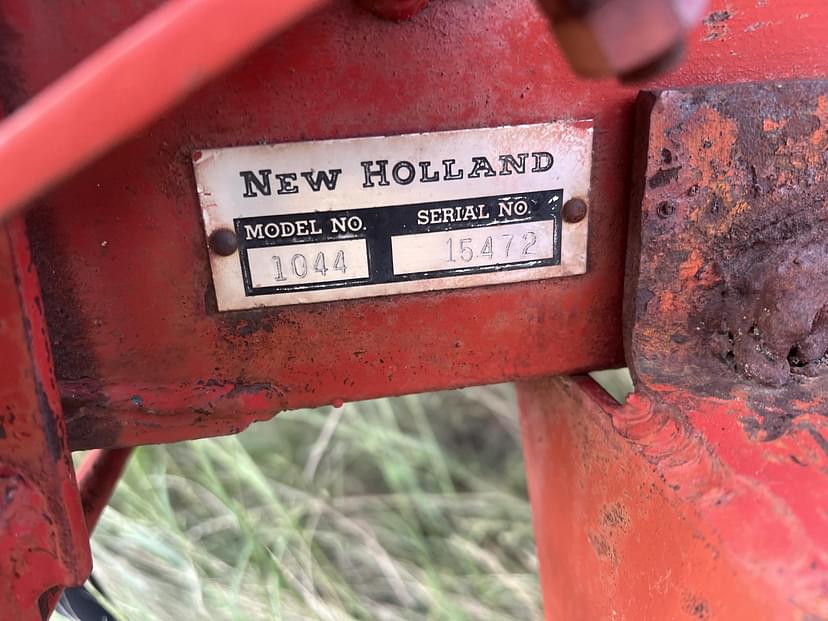 NEW HOLLAND
MODEL NO. SERIAL NO.
1044 15472